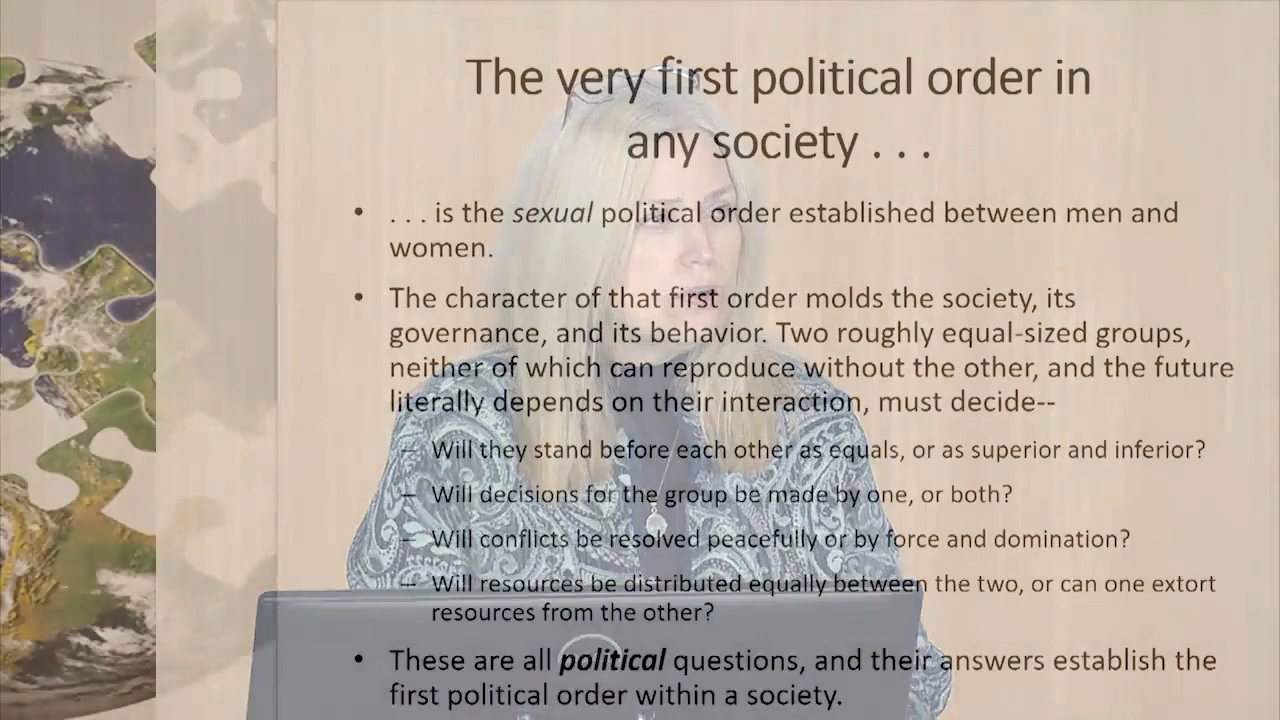 The very first political order in
any society . . .
• . . . is the sexual political order established between men and
women.
• The character of that first order molds the society, its
governance, and its behavior. Two roughly equal-sized groups,
neither of which can reproduce without the other, and the future
literally depends on their interaction, must decide--
– Will they stand before each other as equals, or as superior and inferior?
– Will decisions for the group be made by one, or both?
– Will conflicts be resolved peacefully or by force and domination?
– Will resources be distributed equally between the two, or can one extort
resources from the other?
• These are all political questions, and their answers establish the
first political order within a society.